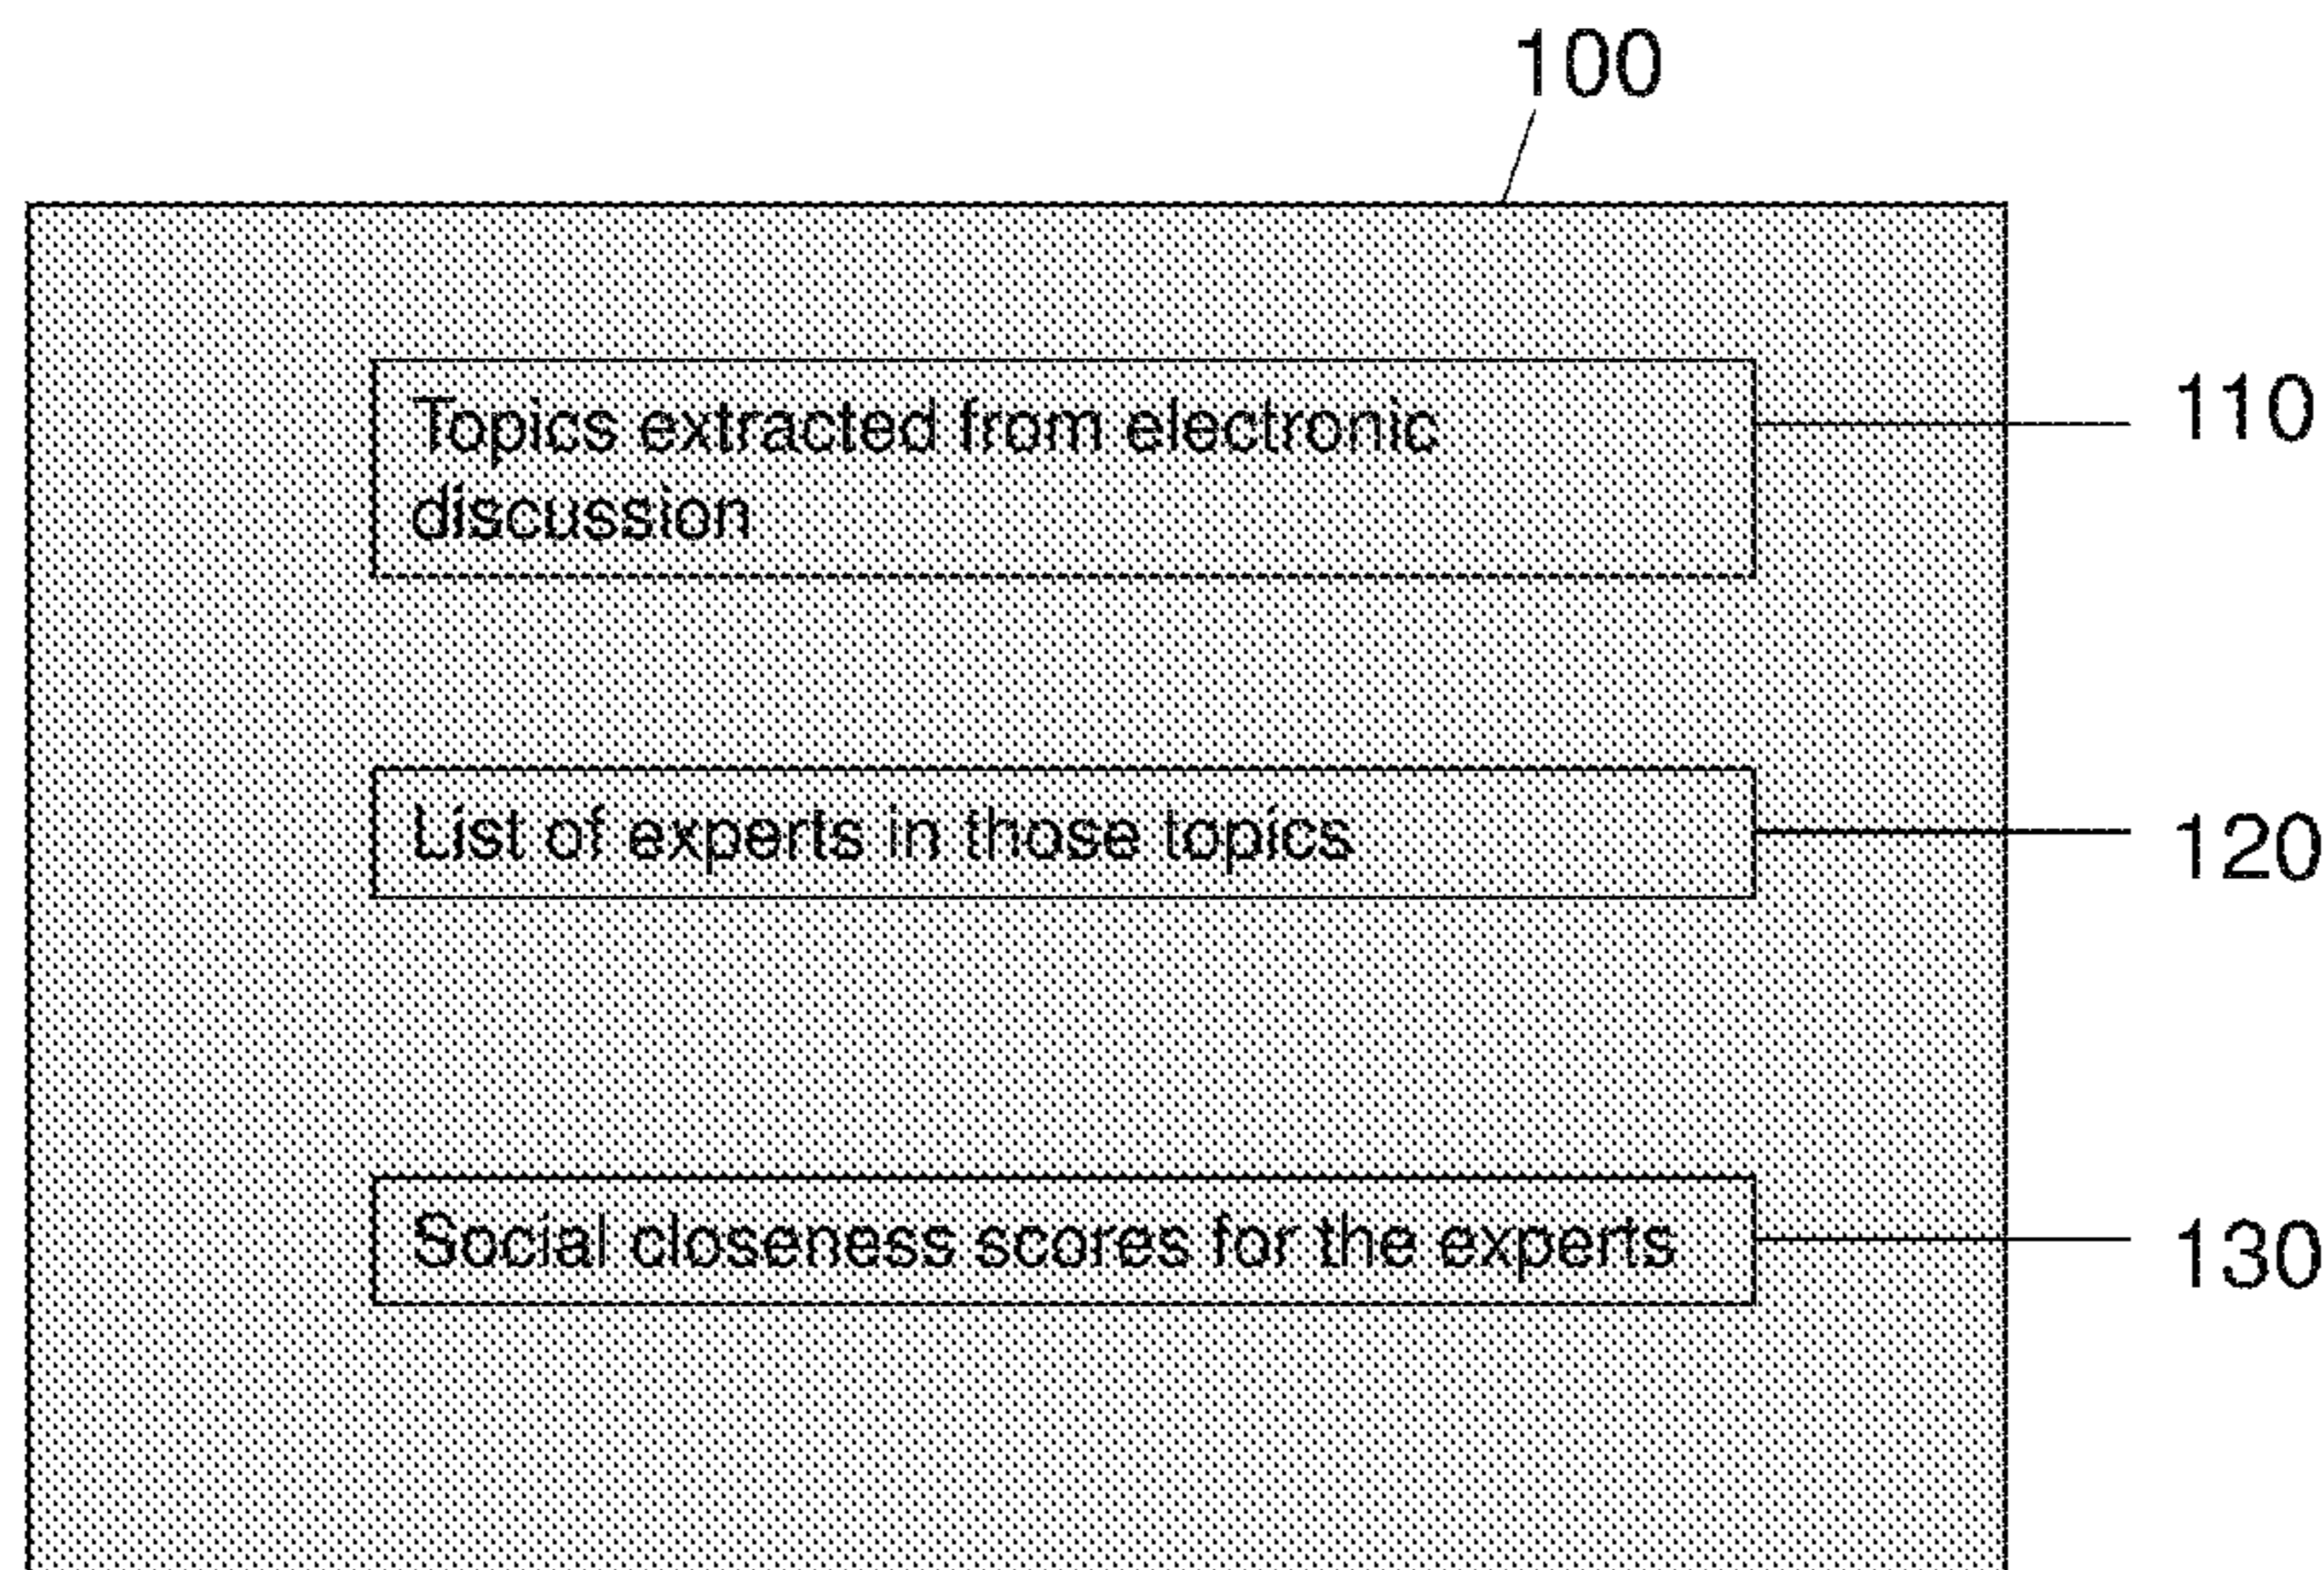 100
Topics extracted from electronic
discussion
110
List of experts in those topics
120
Social closeness scores for the experts
130